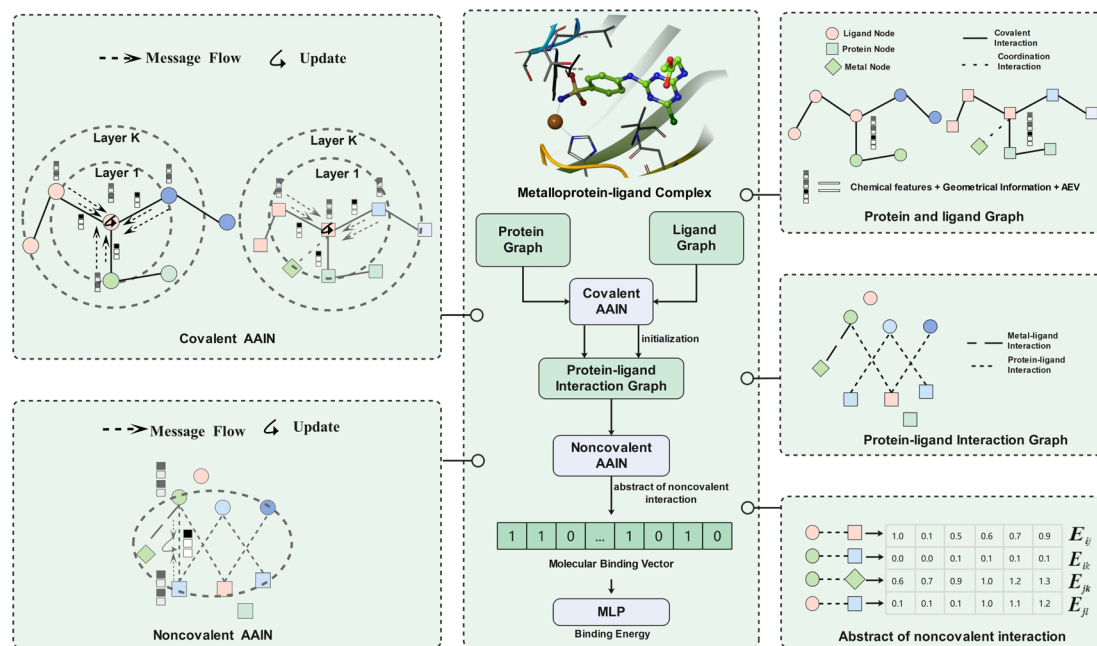 Message Flow
Update
Layer K
Layer 1
Layer K
Layer 1
Covalent AAIN
Message Flow
Update
Noncovalent AAIN
Metalloprotein-ligand Complex
Protein
Graph
Ligand
Graph
Covalent
AAIN
initialization
Protein-ligand
Interaction Graph
Noncovalent
AAIN
abstract of noncovalent
interaction
1 1 0 ... 1 0 1 0
Molecular Binding Vector
MLP
Binding Energy
Ligand Node
Protein Node
Metal Node
Covalent
Interaction
Coordination
Interaction
Chemical features + Geometrical Information + AEV
Protein and ligand Graph
Metal-ligand
Interaction
Protein-ligand
Interaction
Protein-ligand Interaction Graph
1.0 0.1 0.5 0.6 0.7 0.9 E ij
0.0 0.0 0.1 0.1 0.1 0.1 E ik
0.6 0.7 0.9 1.0 1.2 1.3 E jk
0.1 0.1 0.1 1.0 1.1 1.2 E jl
Abstract of noncovalent interaction